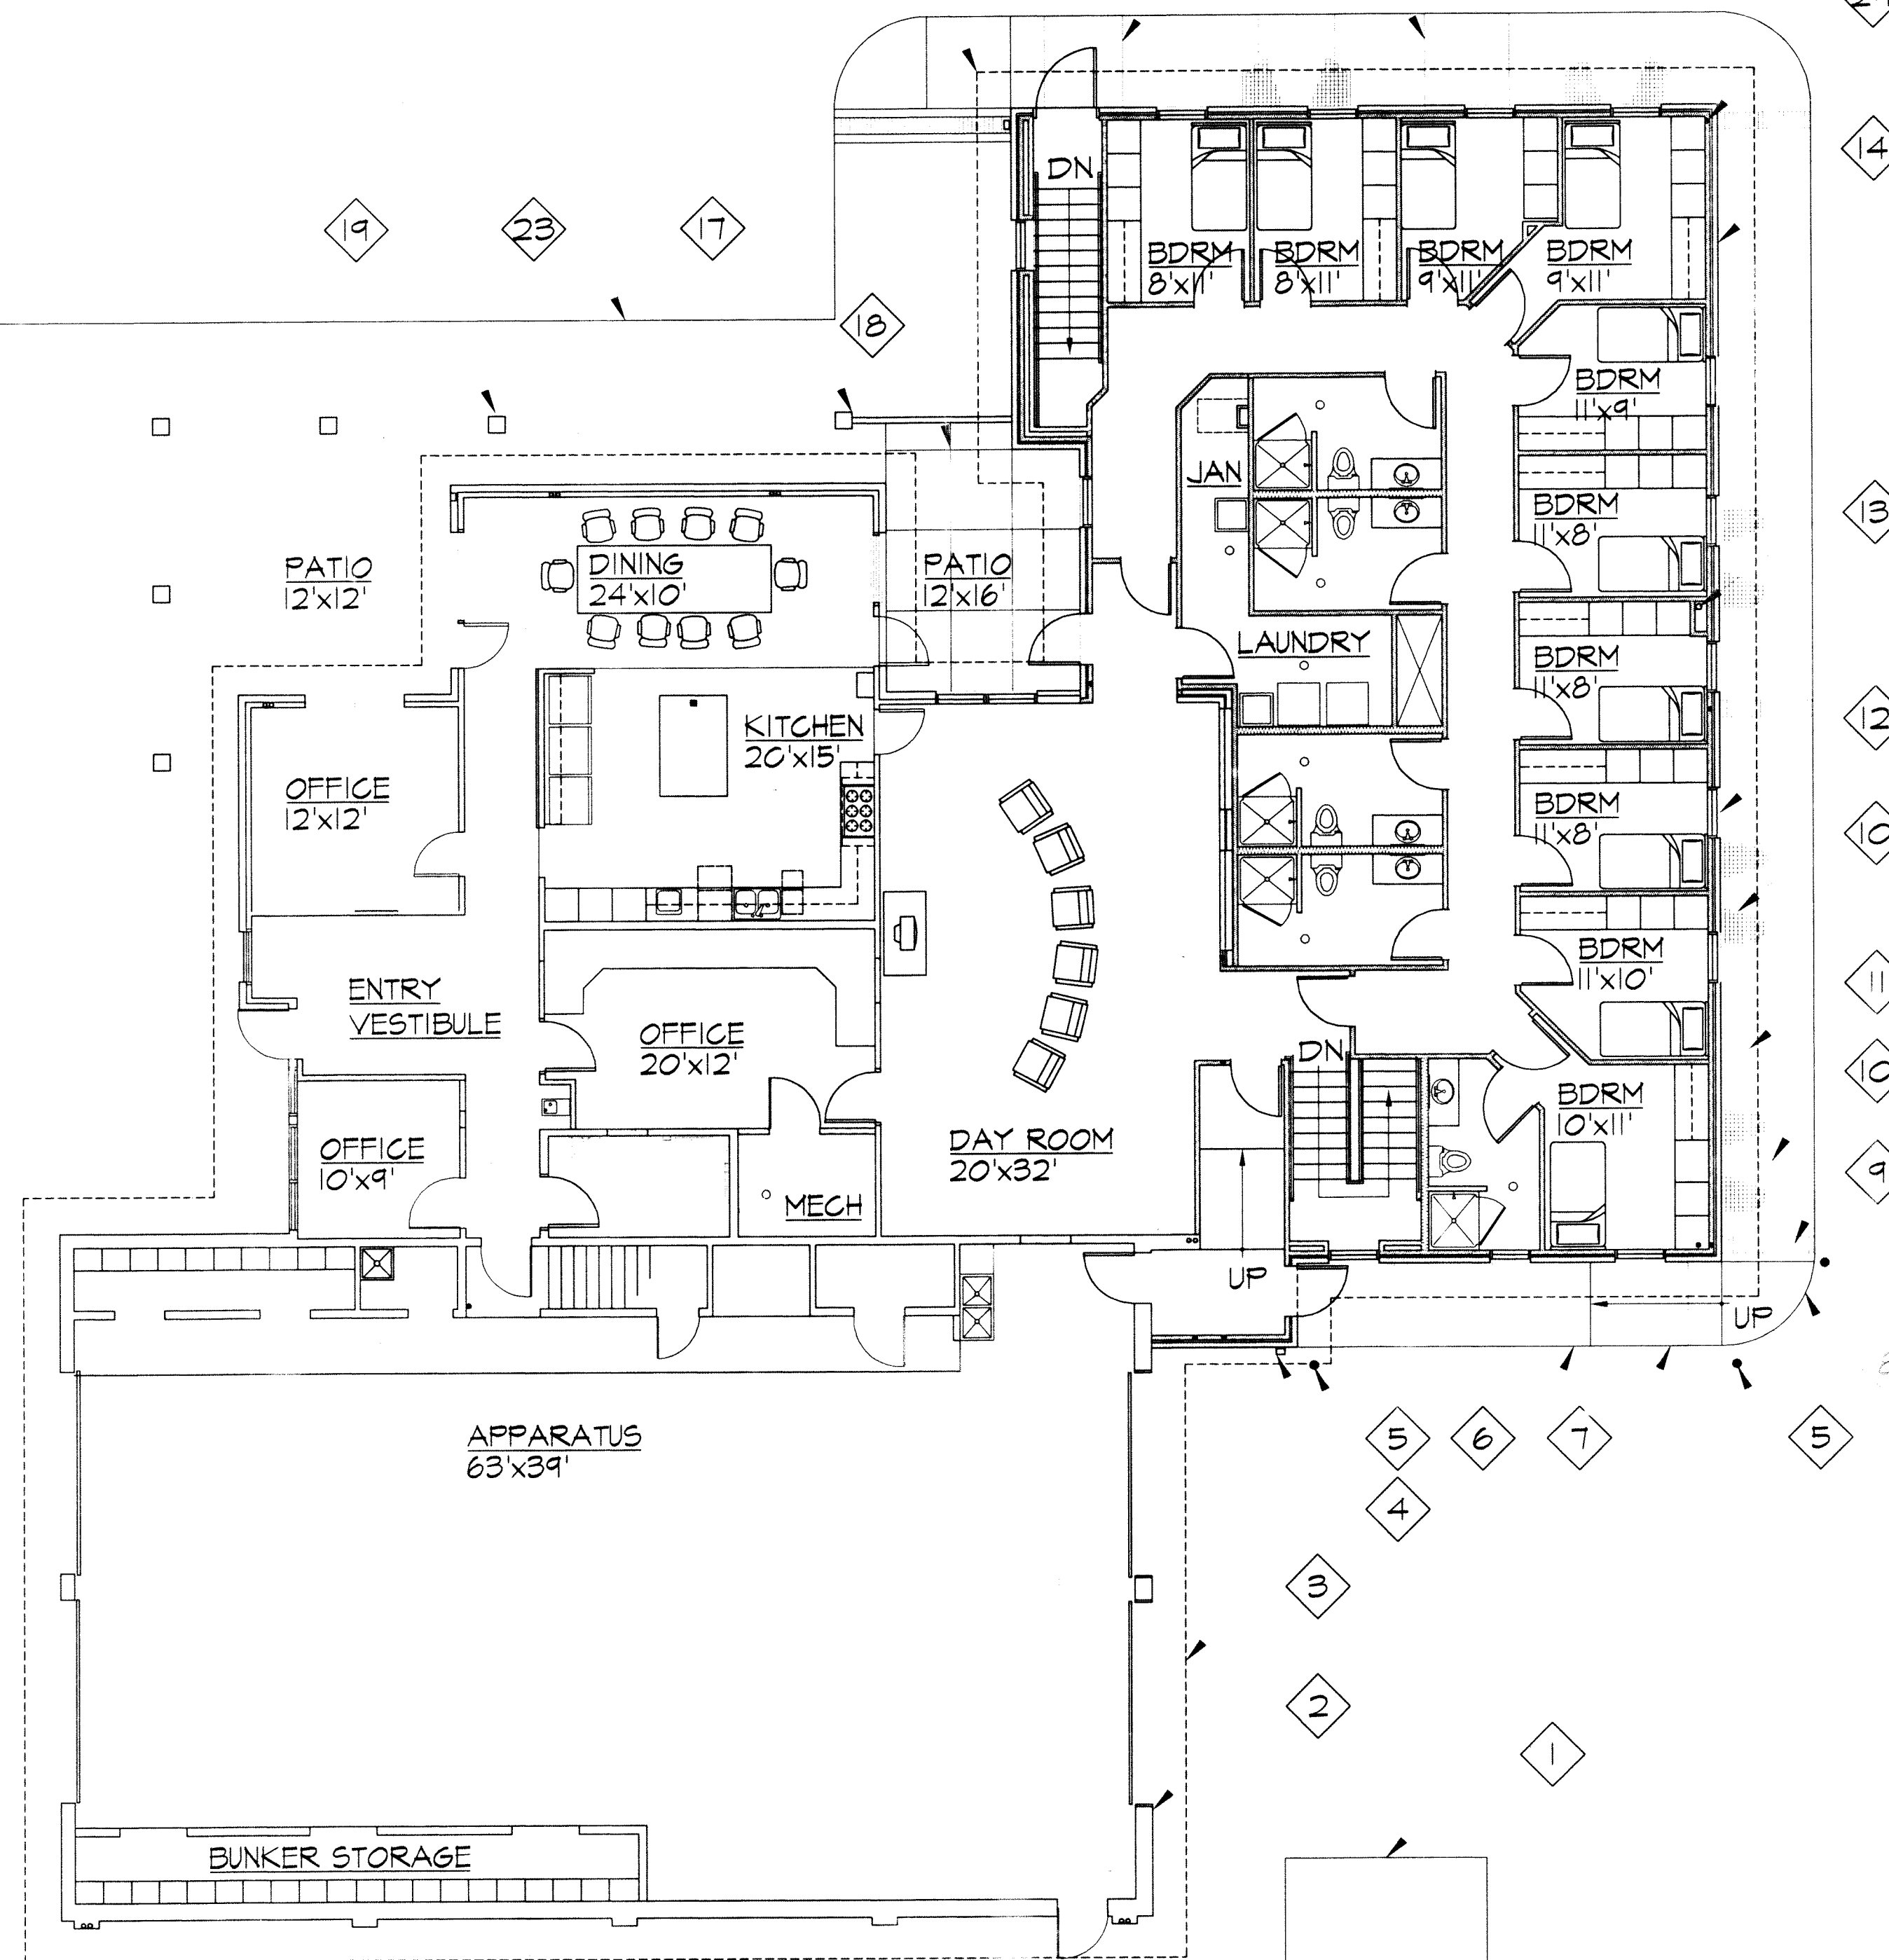 14
DN
19
23
17
BDRM
8'x11'
BDRM
8'x11'
BDRM
9'x11'
BDRM
9'x11'
18
BDRM
11'x9'
JAN
BDRM
11'x8'
13
PATIO
12'x12'
DINING
24'x10'
PATIO
12'x16'
LAUNDRY
BDRM
11'x8'
12
KITCHEN
20'x15'
OFFICE
12'x12'
BDRM
11'x8'
10
BDRM
11'x10'
11
ENTRY
VESTIBULE
OFFICE
20'x12'
DN
10
BDRM
10'x11'
OFFICE
10'x9'
DAY ROOM
20'x32'
9
MECH
UP
UP
APPARATUS
63'x39'
5
6
7
5
4
3
2
1
BUNKER STORAGE